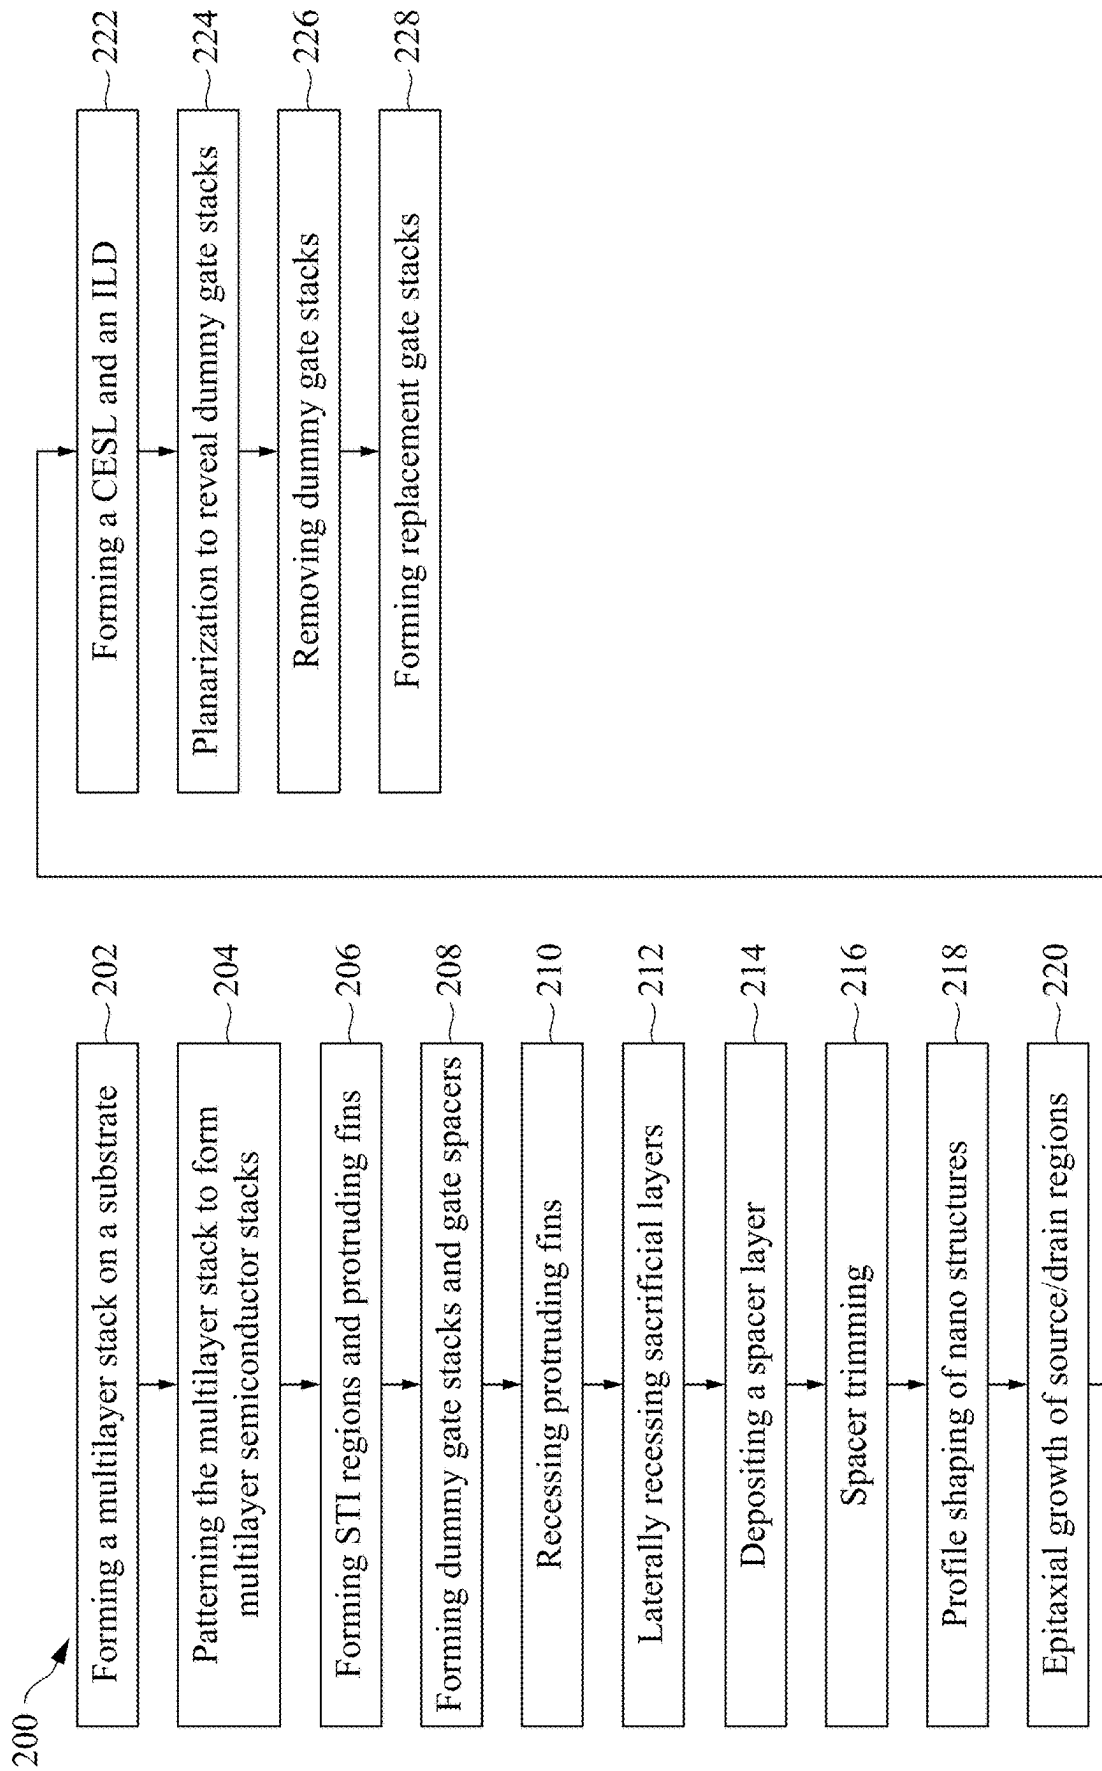 200
Forming a multilayer stack on a substrate
202
Patterning the multilayer stack to form
multilayer semiconductor stacks
204
Forming STI regions and protruding fins
206
Forming dummy gate stacks and gate spacers
208
Recessing protruding fins
210
Laterally recessing sacrificial layers
212
Depositing a spacer layer
214
Spacer trimming
216
Profile shaping of nano structures
218
Epitaxial growth of source/drain regions
220
Forming a CESL and an ILD
222
Planarization to reveal dummy gate stacks
224
Removing dummy gate stacks
226
Forming replacement gate stacks
228